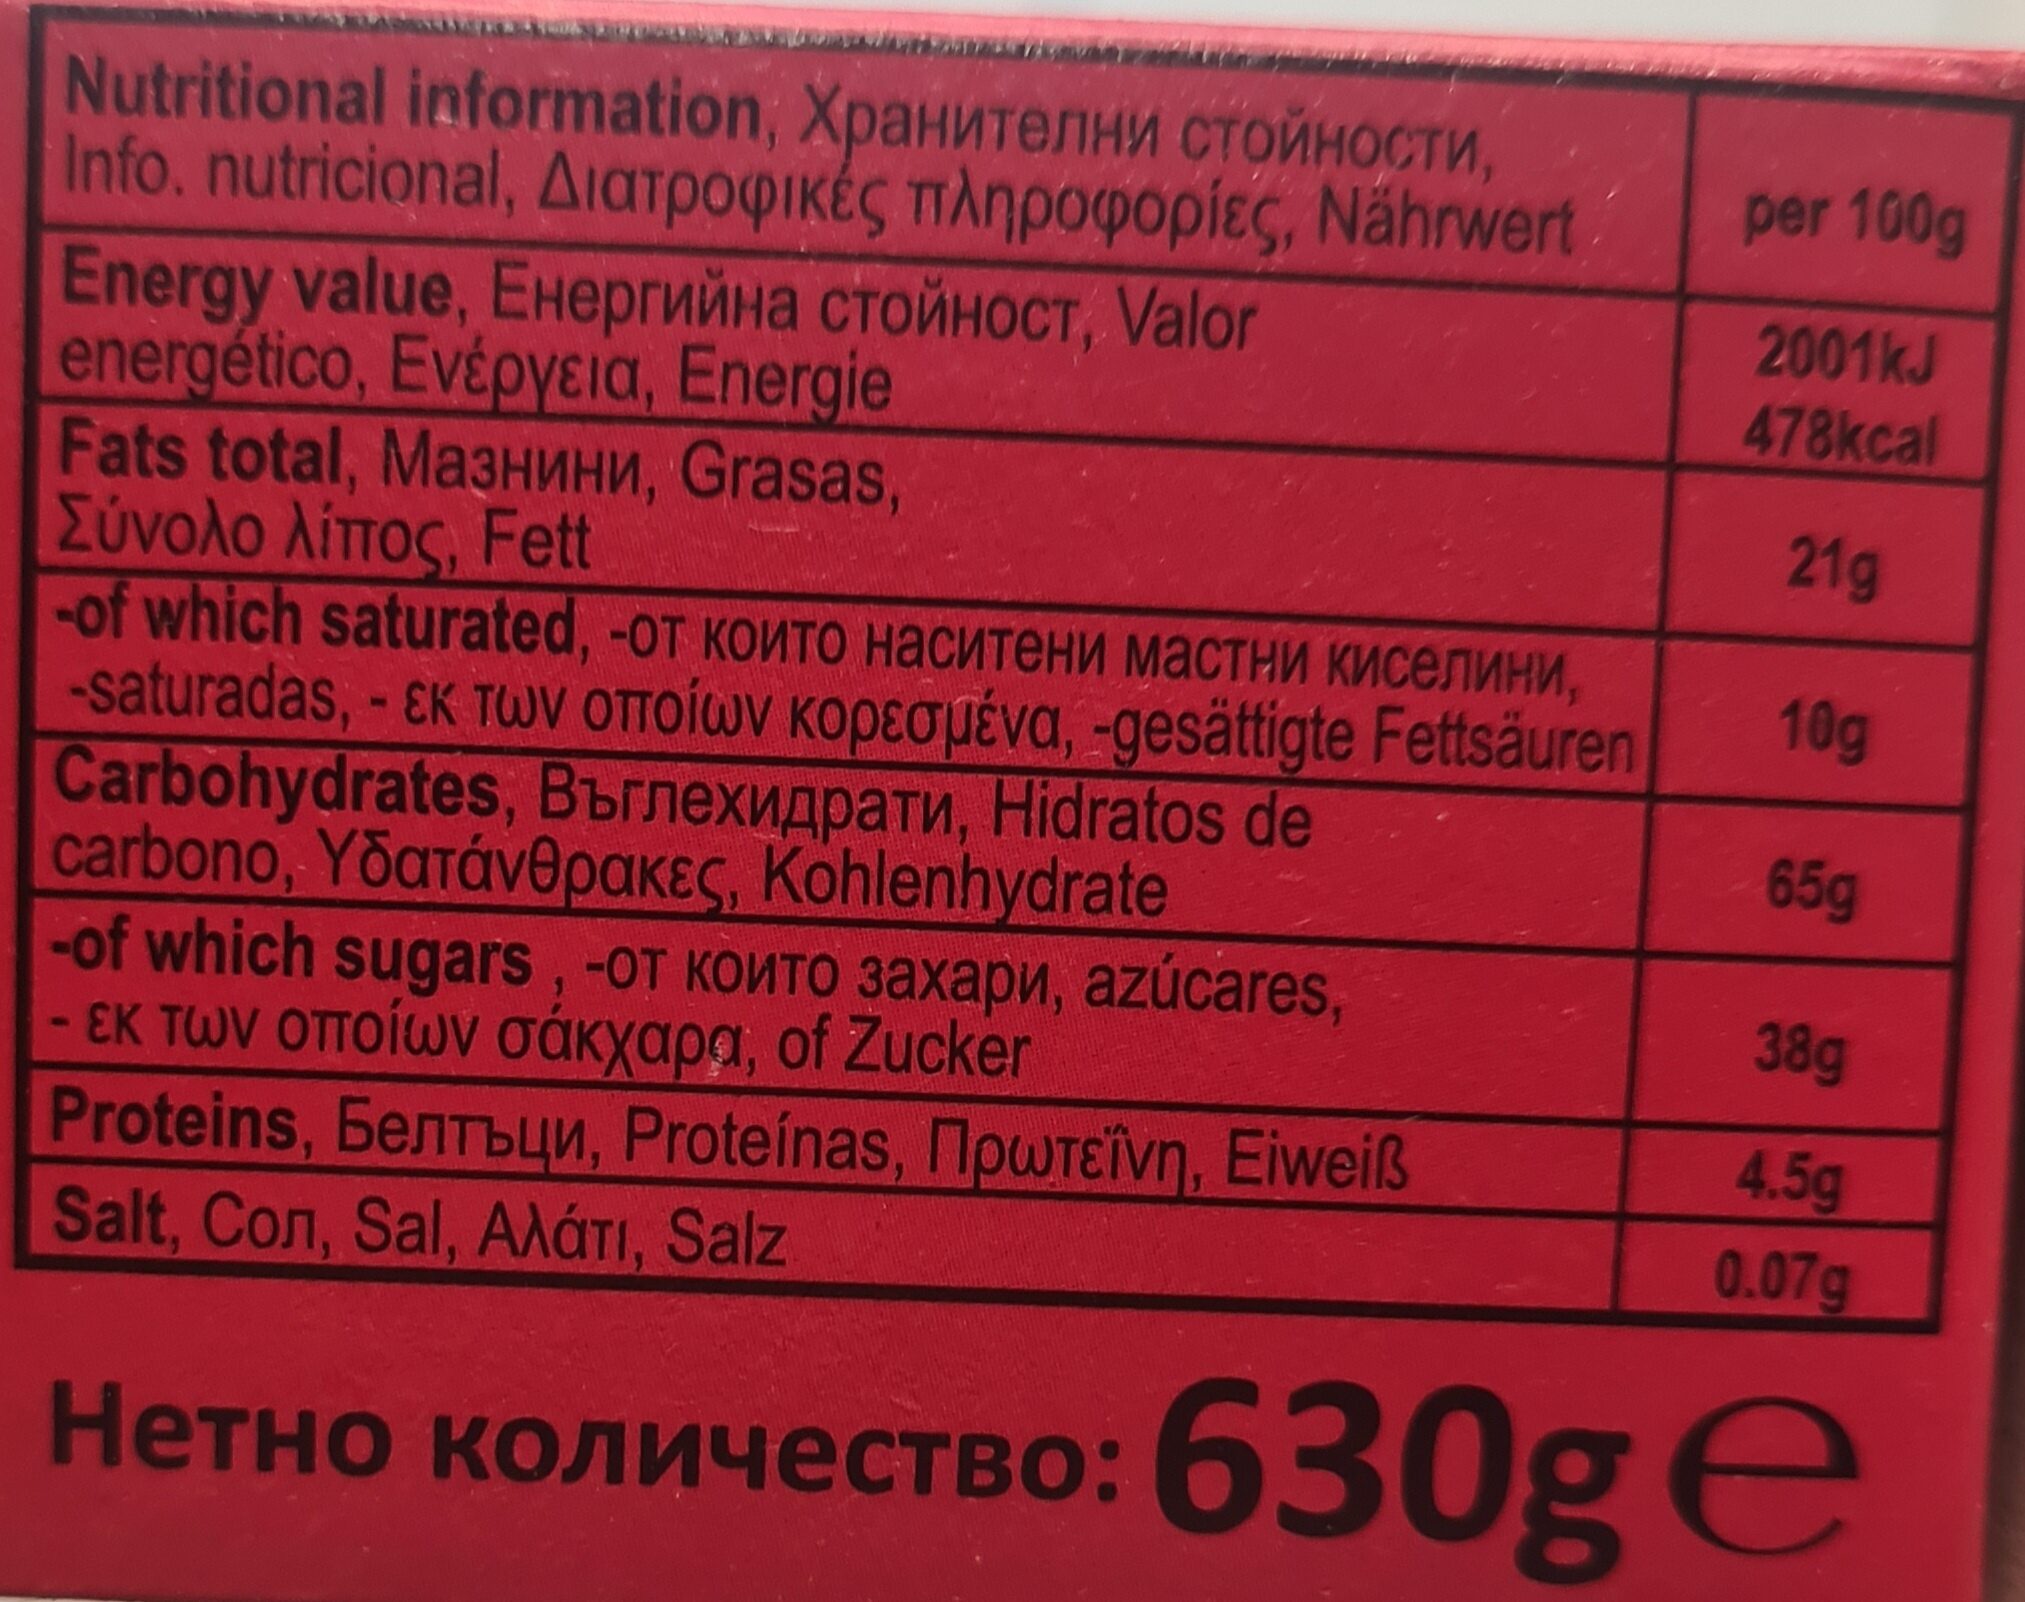 Nutritional information, Хранителни стойности,
Info. nutricional, Διατροφικές πληροφορίες, Nährwert
per 100g
Energy value, Енергийна стойност, Valor
energético, Ενέργεια, Energie
2001kJ
478kcal
Fats total, Мазнини, Grasas,
Σύνολο λίπος, Fett
21g
-of which saturated, -от които наситени мастни киселини,
-saturadas, - εκ των οποίων κορεσμένα, -gesättigte Fettsäuren
10g
Carbohydrates, Въглехидрати, Hidratos de
carbono, Υδατάνθρακες, Kohlenhydrate
65g
-of which sugars , -от които захари, azúcares,
- εκ των οποίων σάκχαρα, of Zucker
38g
Proteins, Белтъци, Proteínas, Πρωτεΐνη, Eiweiß
4.5g
Salt, Сол, Sal, Αλάτι, Salz
0.07g
Нетно количество: 630g ℮